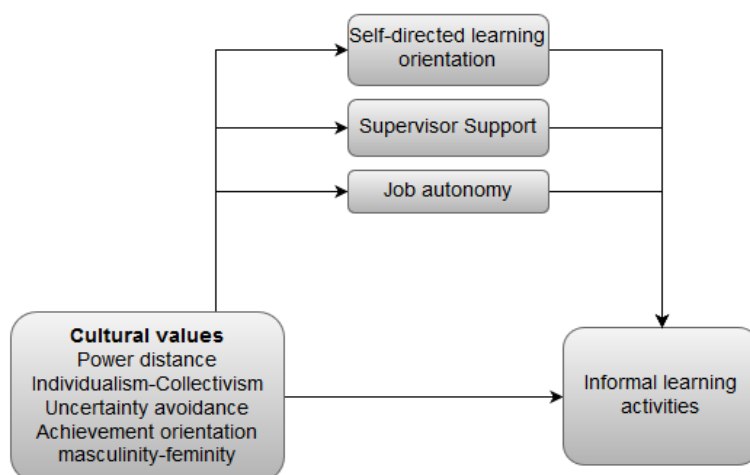 Self-directed learning
orientation
Supervisor Support
Job autonomy
Cultural values
Power distance
Individualism-Collectivism
Uncertainty avoidance
Achievement orientation
masculinity-feminity
Informal learning
activities